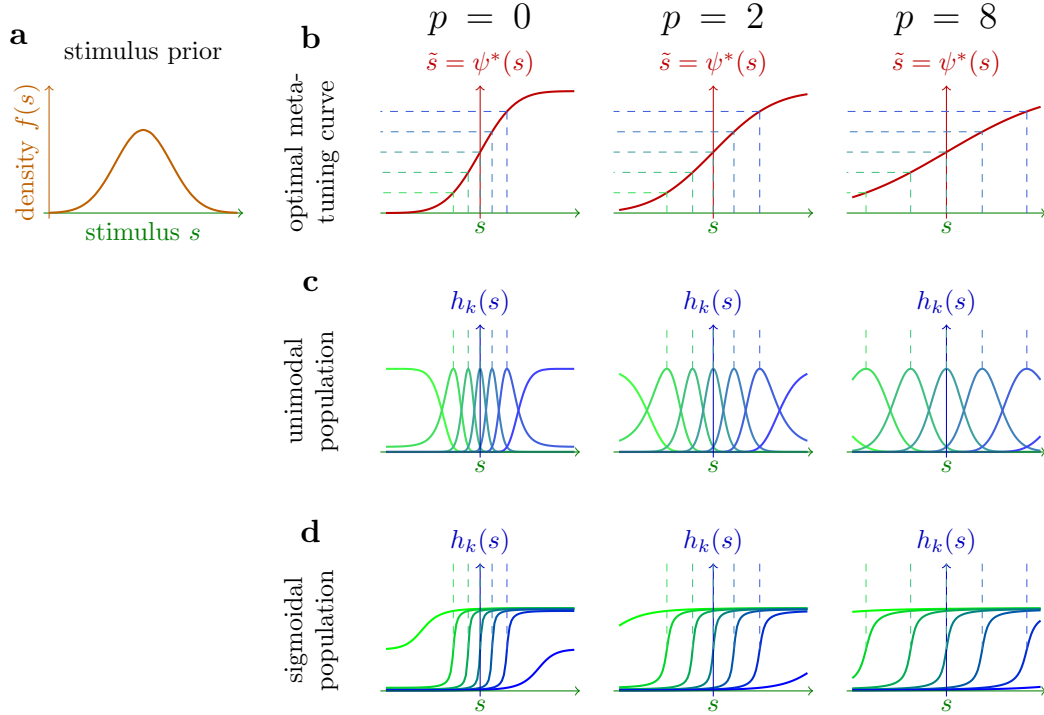 p = 0
p = 2
p = 8
a
stimulus prior
density f(s)
stimulus s
b
optimal meta-
tuning curve
s̃ = ψ*(s)
s
s̃ = ψ*(s)
s
s̃ = ψ*(s)
s
c
unimodal
population
h_k(s)
s
h_k(s)
s
h_k(s)
s
d
sigmoidal
population
h_k(s)
s
h_k(s)
s
h_k(s)
s